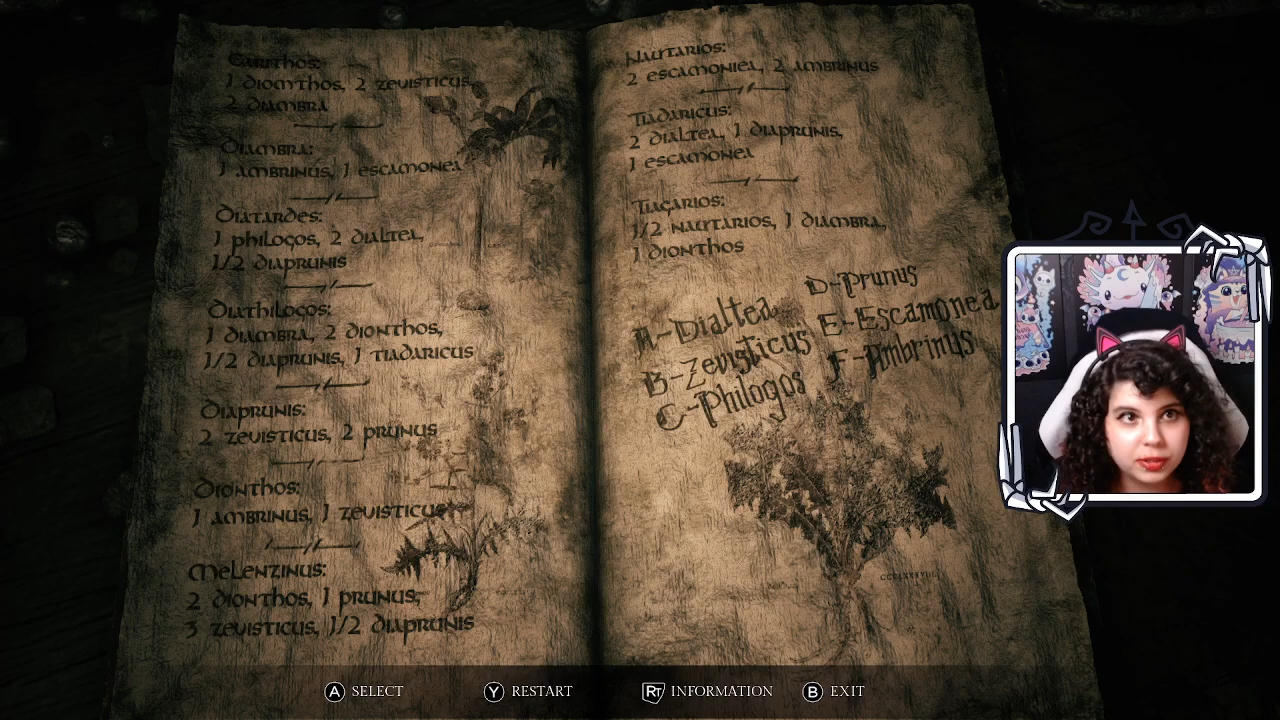 Carithos:
1 dionthos, 2 zevisticus,
2 diambra
Diambra:
1 ambrinus, 1 escamonea
Diatardes:
1 philogos, 2 dialtea,
1/2 diaprunis
Diathilogos:
1 diambra, 2 dionthos,
1/2 diaprunis, 1 tiadaricus
Diaprunis:
2 zevisticus, 2 prunus
Dionthos:
1 ambrinus, 1 zevisticus
Melenzinus:
2 dionthos, 1 prunus,
3 zevisticus, 1/2 diaprunis
Nautarios:
2 escamoniea, 2 ambrinus
Tiadaricus:
2 dialtea, 1 diaprunis,
1 escamonea
Tiagarios:
1/2 nautarios, 1 diambra,
1 dionthos
A-Dialtea
B-Zevisticus
C-Philogos
D-Prunus
E-Escamonea
F-Ambrinus
A SELECT
Y RESTART
RT INFORMATION
B EXIT